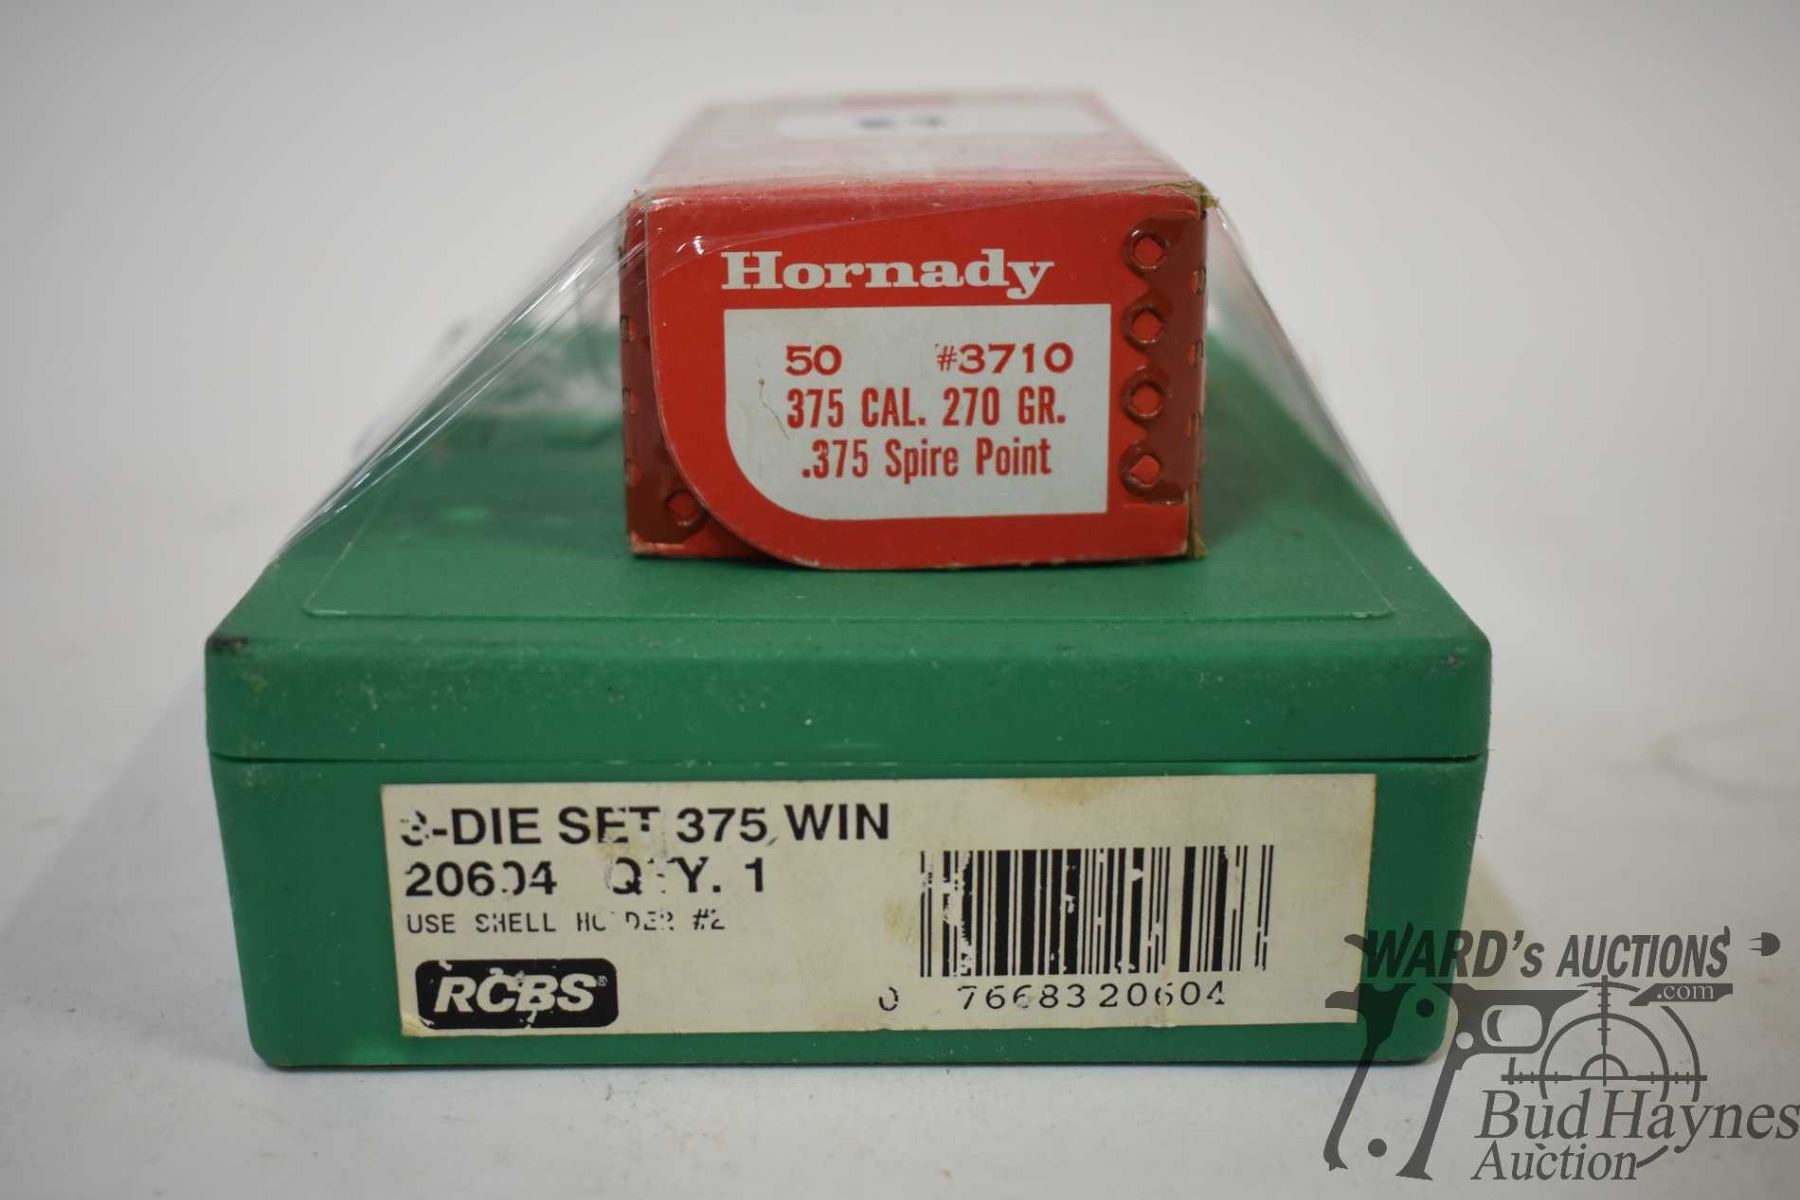 Hornady
50 #3710
375 CAL. 270 GR.
.375 Spire Point
3-DIE SET 375 WIN
20604 QTY. 1
USE SHELL HOLDER #2
RCBS®
0 76683 20604
WARD's AUCTIONS
.com
Bud Haynes
Auction